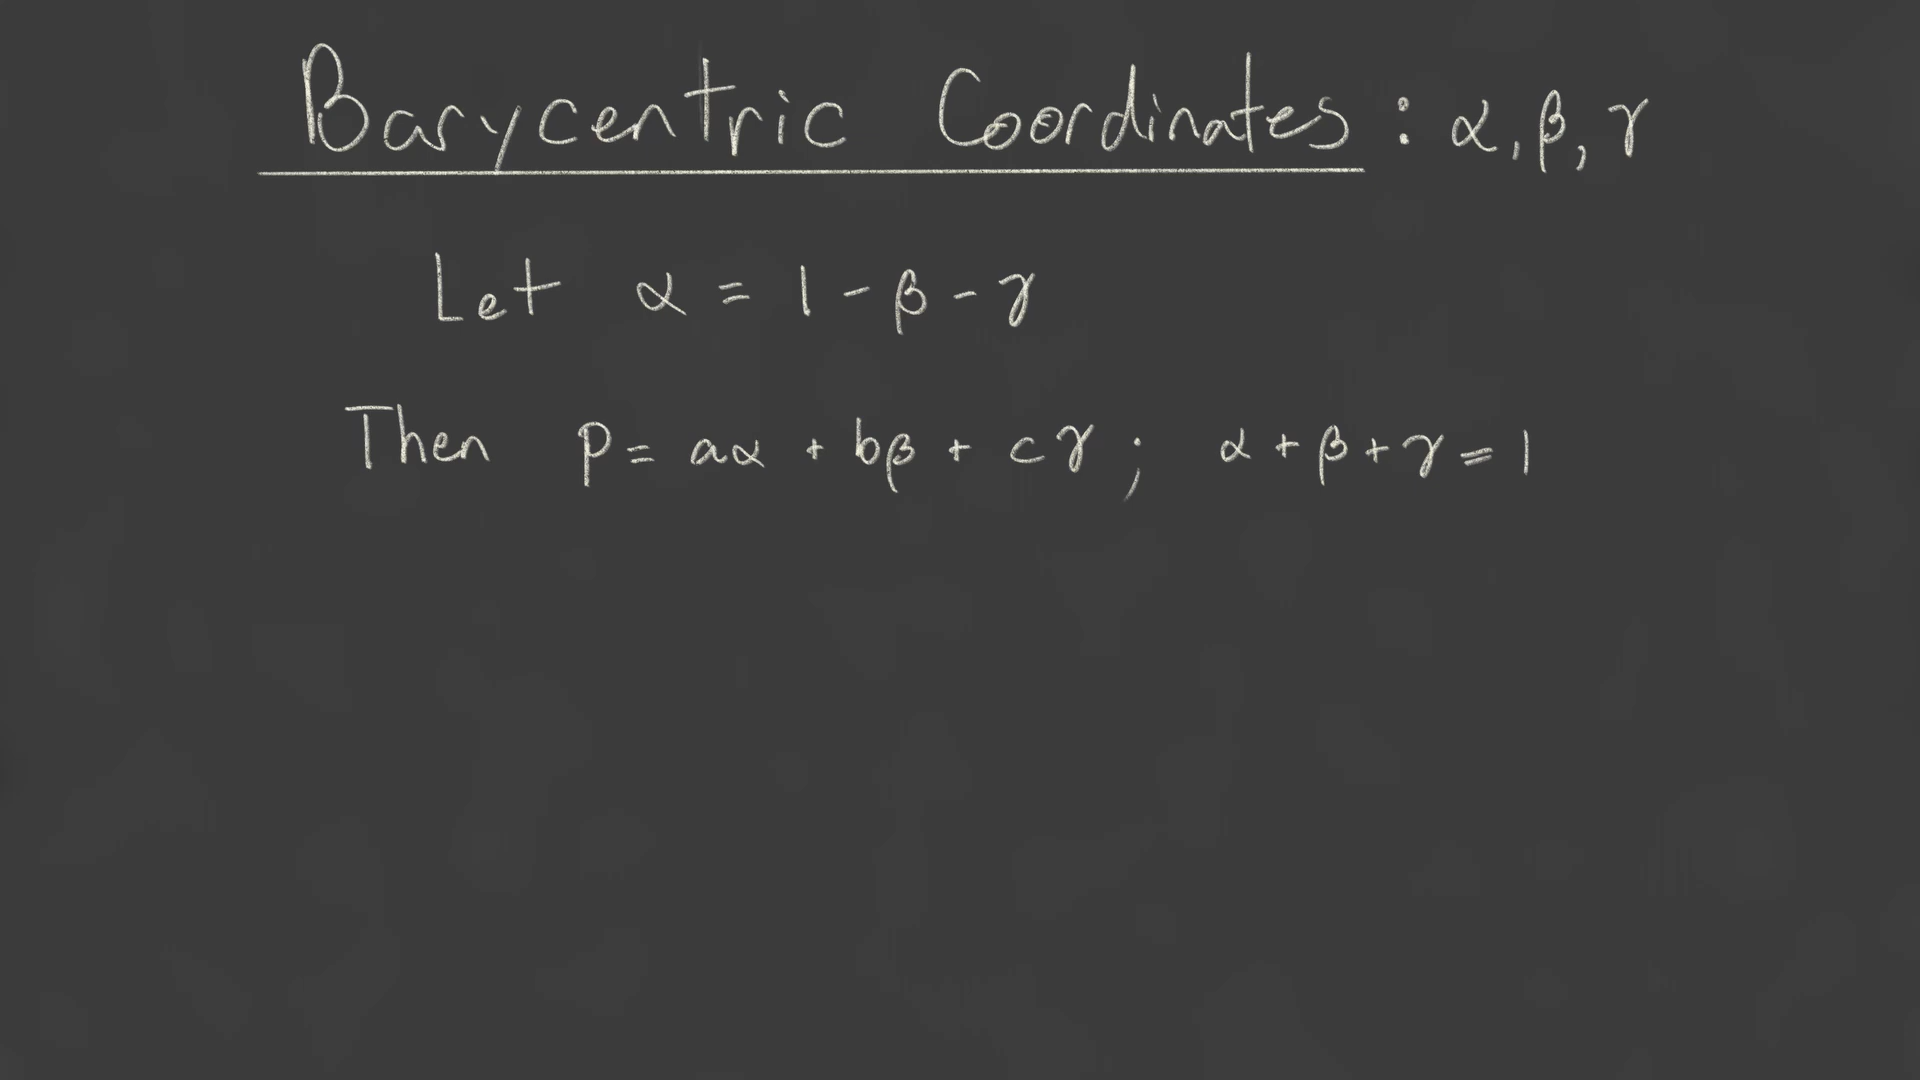 Barycentric Coordinates : α, β, γ
Let α = 1 - β - γ
Then p = aα + bβ + cγ ; α + β + γ = 1